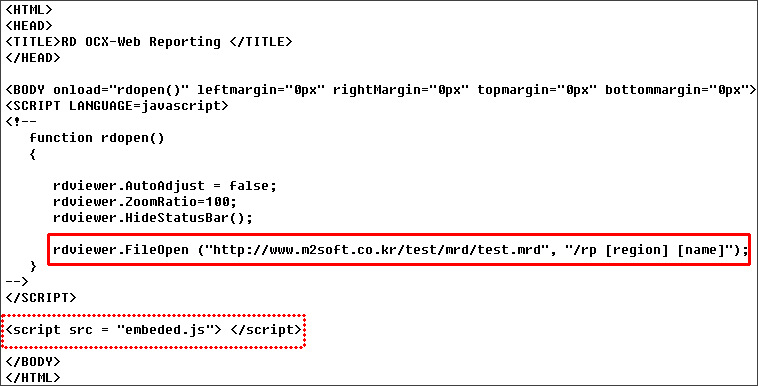 <HTML>
<HEAD>
<TITLE>RD OCX-Web Reporting </TITLE>
</HEAD>
<BODY onload="rdopen()" leftmargin="0px" rightMargin="0px" topmargin="0px" bottommargin="0px">
<SCRIPT LANGUAGE=javascript>
<!--
function rdopen()
{
rdviewer.AutoAdjust = false;
rdviewer.ZoomRatio=100;
rdviewer.HideStatusBar();
rdviewer.FileOpen ("http://www.m2soft.co.kr/test/mrd/test.mrd", "/rp [region] [name]");
}
-->
</SCRIPT>
<script src = "embeded.js"> </script>
</BODY>
</HTML>